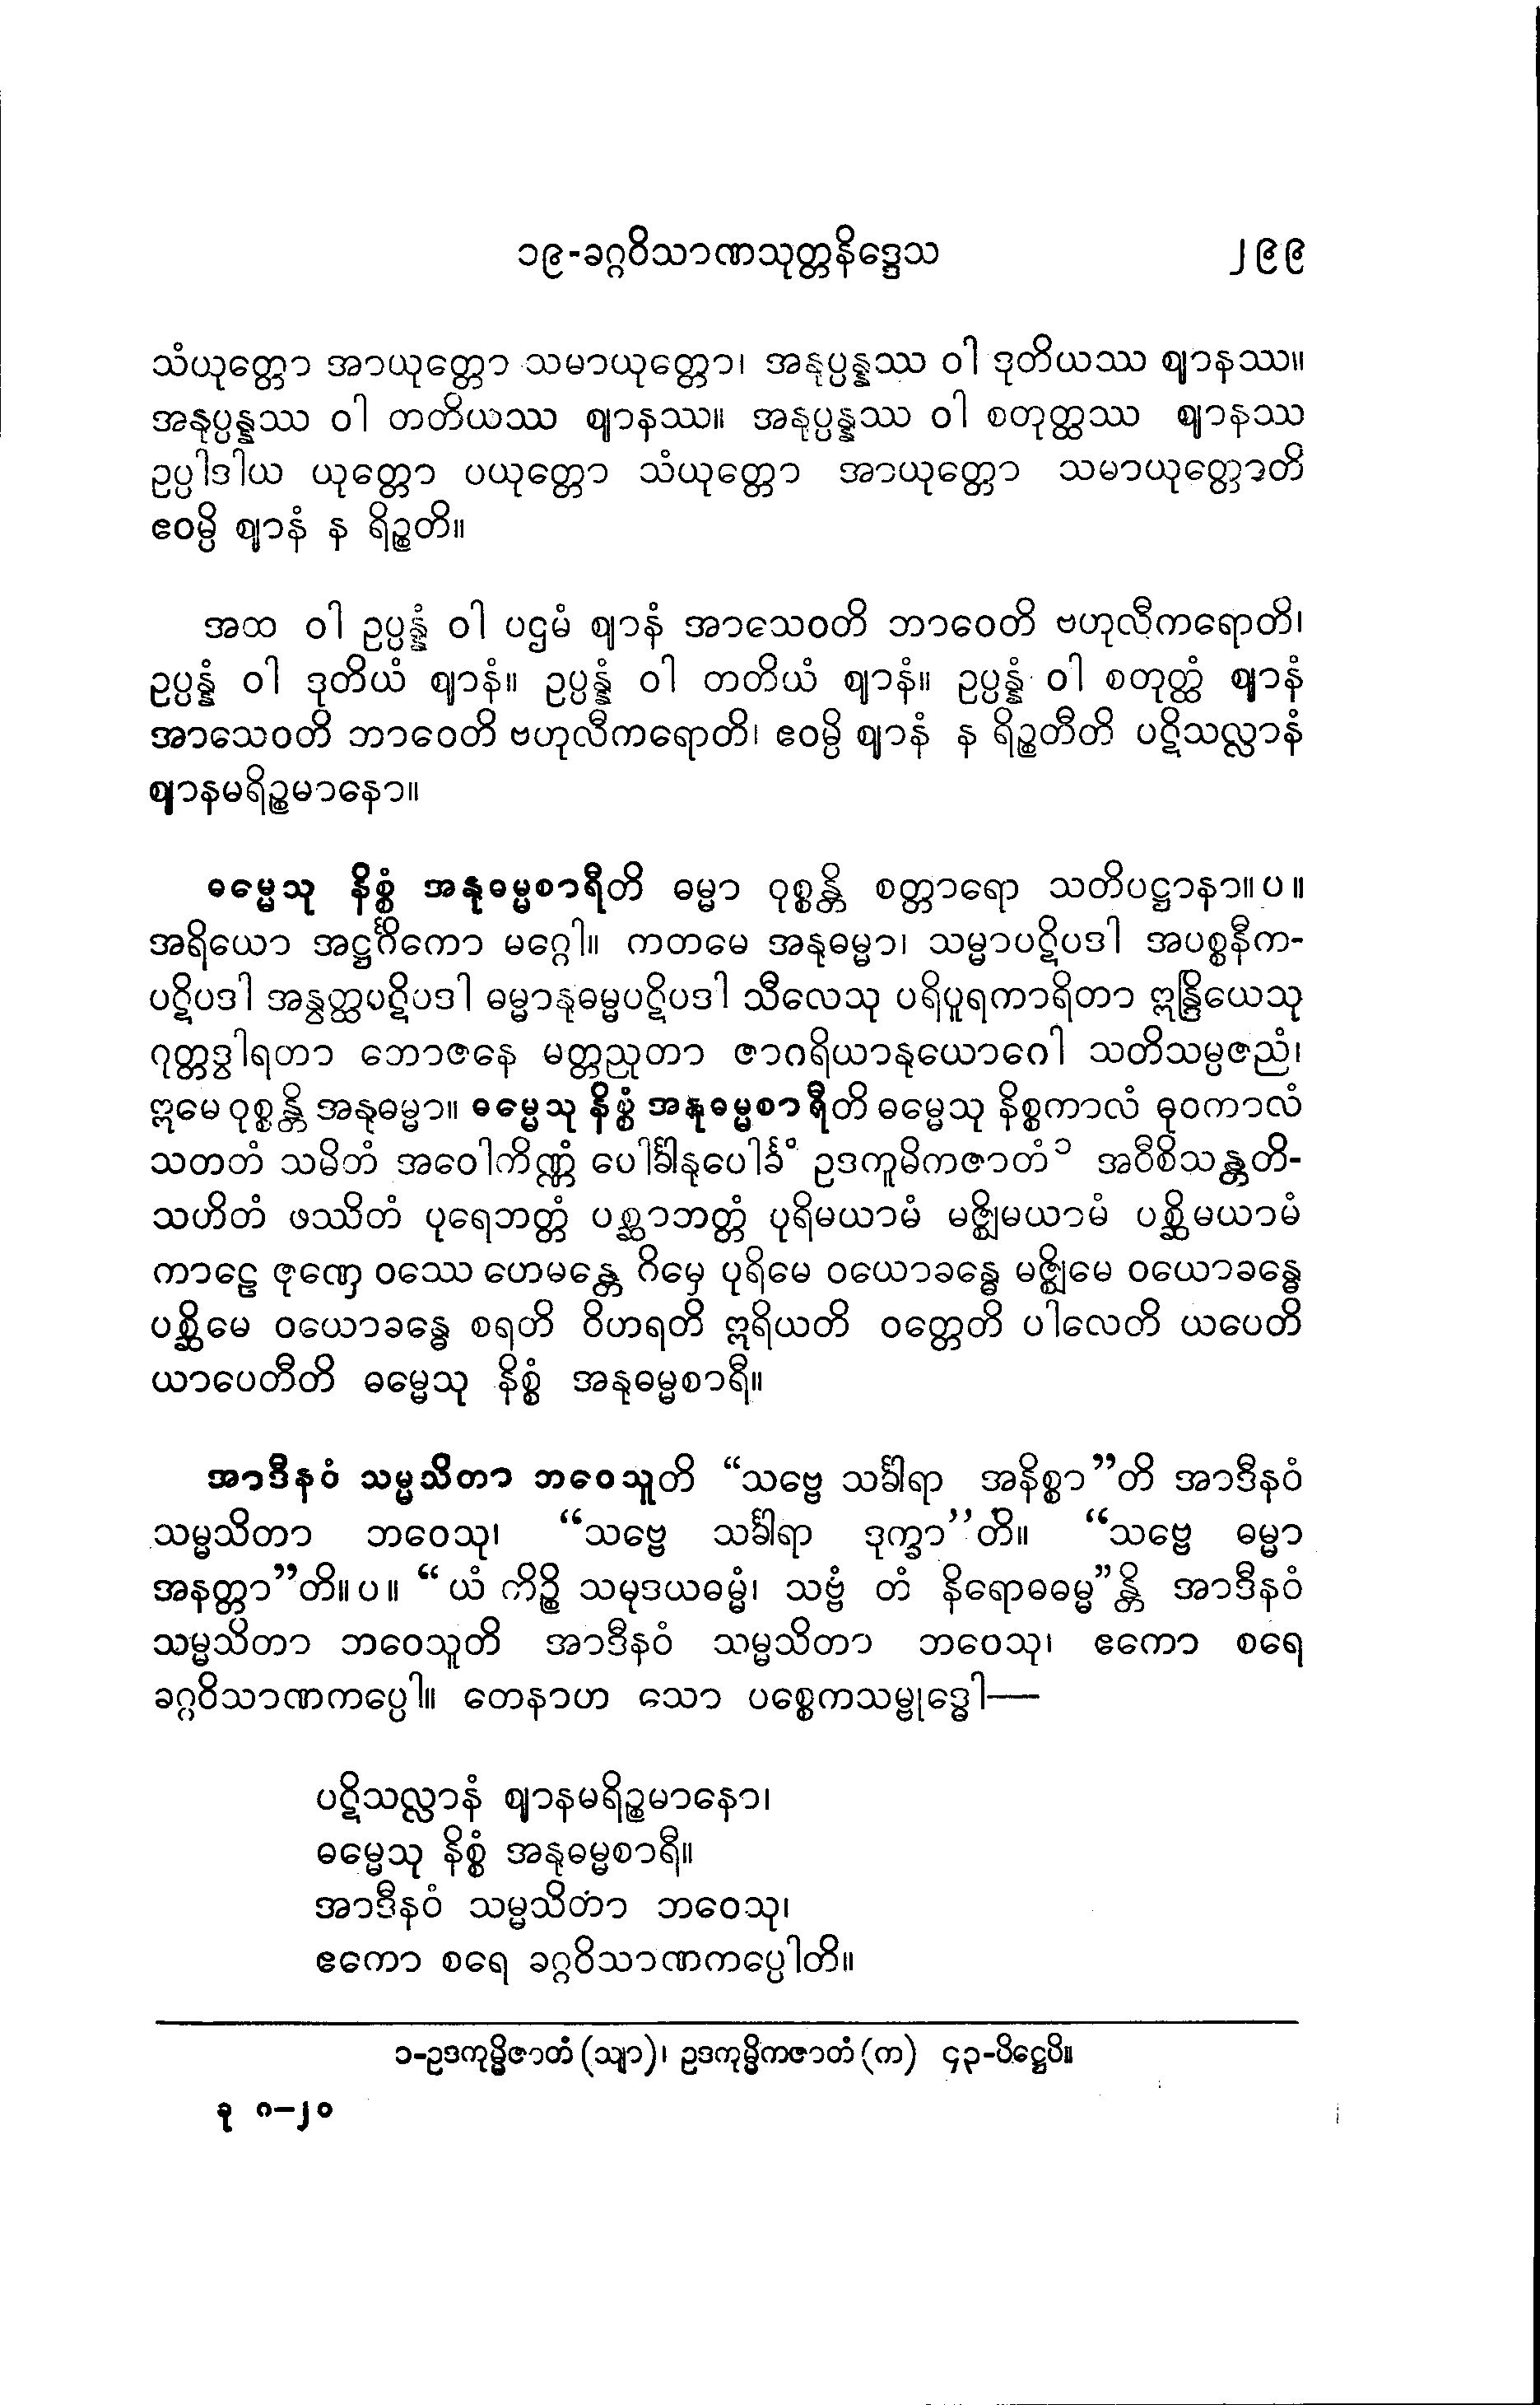 ၁၉-ခဂ္ဂဝိသာဏသုတ္တနိဒ္ဒေသ ၂၉၉
သံယုတ္တော အာယုတ္တော သမာယုတ္တော၊ အနုပ္ပန္နဿ ဝါ ဒုတိယဿ ဈာနဿ။
အနုပ္ပန္နဿ ဝါ တတိယဿ ဈာနဿ။ အနုပ္ပန္နဿ ဝါ စတုတ္ထဿ ဈာနဿ
ဥပ္ပါဒါယ ယုတ္တော ပယုတ္တော သံယုတ္တော အာယုတ္တော သမာယုတ္တောတိ
ဧဝမ္ပိ ဈာနံ န ရိဉ္စတိ။
အထ ဝါ ဥပ္ပန္နံ ဝါ ပဌမံ ဈာနံ အာသေဝတိ ဘာဝေတိ ဗဟုလီကရောတိ၊
ဥပ္ပန္နံ ဝါ ဒုတိယံ ဈာနံ။ ဥပ္ပန္နံ ဝါ တတိယံ ဈာနံ။ ဥပ္ပန္နံ ဝါ စတုတ္ထံ ဈာနံ
အာသေဝတိ ဘာဝေတိ ဗဟုလီကရောတိ၊ ဧဝမ္ပိ ဈာနံ န ရိဉ္စတီတိ ပဋိသလ္လာနံ
ဈာနမရိဉ္စမာနော။
ဓမ္မေသု နိစ္စံ အနုဓမ္မစာရီတိ ဓမ္မာ ဝုစ္စန္တိ စတ္တာရော သတိပဋ္ဌာနာ။ပ။
အရိယော အဋ္ဌင်္ဂိကော မဂ္ဂေါ။ ကတမေ အနုဓမ္မာ၊ သမ္မာပဋိပဒါ အပစ္စနီက-
ပဋိပဒါ အနွတ္ထပဋိပဒါ ဓမ္မာနုဓမ္မပဋိပဒါ သီလေသု ပရိပူရကာရိတာ ဣန္ဒြိယေသု
ဂုတ္တဒွါရတာ ဘောဇနေ မတ္တညုတာ ဇာဂရိယာနုယောဂေါ သတိသမ္ပဇညံ၊
ဣမေ ဝုစ္စန္တိ အနုဓမ္မာ။ ဓမ္မေသု နိစ္စံ အနုဓမ္မစာရီတိ ဓမ္မေသု နိစ္စကာလံ ဓုဝကာလံ
သတတံ သမိတံ အဝေါကိဏ္ဏံ ပေါင်္ခါနုပေါင်္ခံ ဥဒကူမိကဇာတံ၁ အဝီစိသန္တတိ-
သဟိတံ ဖဿိတံ ပုရေဘတ္တံ ပစ္ဆာဘတ္တံ ပုရိမယာမံ မဇ္ဈိမယာမံ ပစ္ဆိမယာမံ
ကာဠေ ဇုဏှေ ဝဿေ ဟေမန္တေ ဂိမှေ ပုရိမေ ဝယောခန္ဓေ မဇ္ဈိမေ ဝယောခန္ဓေ
ပစ္ဆိမေ ဝယောခန္ဓေ စရတိ ဝိဟရတိ ဣရိယတိ ဝတ္တေတိ ပါလေတိ ယပေတိ
ယာပေတီတိ ဓမ္မေသု နိစ္စံ အနုဓမ္မစာရီ။
အာဒီနဝံ သမ္မသိတာ ဘဝေသူတိ “သဗ္ဗေ သင်္ခါရာ အနိစ္စာ”တိ အာဒီနဝံ
သမ္မသိတာ ဘဝေသု၊ “သဗ္ဗေ သင်္ခါရာ ဒုက္ခာ”တိ။ “သဗ္ဗေ ဓမ္မာ
အနတ္တာ”တိ။ပ။ “ယံ ကိဉ္စိ သမုဒယဓမ္မံ၊ သဗ္ဗံ တံ နိရောဓဓမ္မ”န္တိ အာဒီနဝံ
သမ္မသိတာ ဘဝေသူတိ အာဒီနဝံ သမ္မသိတာ ဘဝေသု၊ ဧကော စရေ
ခဂ္ဂဝိသာဏကပ္ပေါ။ တေနာဟ သော ပစ္စေကသမ္ဗုဒ္ဓေါ—
ပဋိသလ္လာနံ ဈာနမရိဉ္စမာနော၊
ဓမ္မေသု နိစ္စံ အနုဓမ္မစာရီ။
အာဒီနဝံ သမ္မသိတာ ဘဝေသု၊
ဧကော စရေ ခဂ္ဂဝိသာဏကပ္ပေါတိ။
၁-ဥဒကုမ္မိဇာတံ (သျာ)၊ ဥဒကုမ္မိကဇာတံ (က) ၄၃-ပိဋ္ဌေပိ။
ခု ၈—၂၀